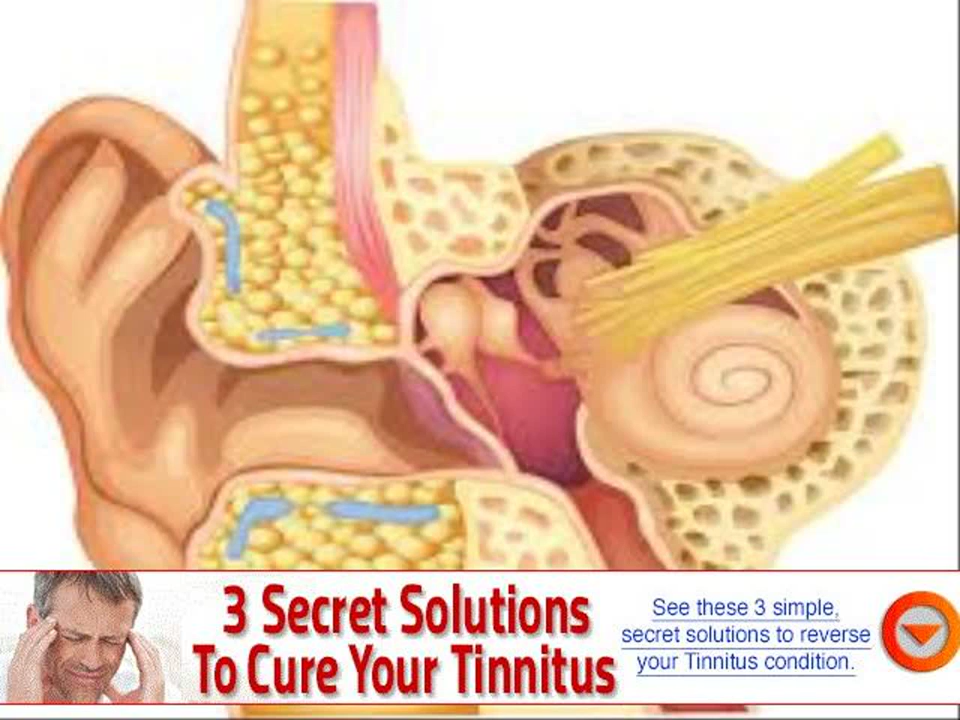 3 Secret Solutions
To Cure Your Tinnitus
See these 3 simple,
secret solutions to reverse
your Tinnitus condition.